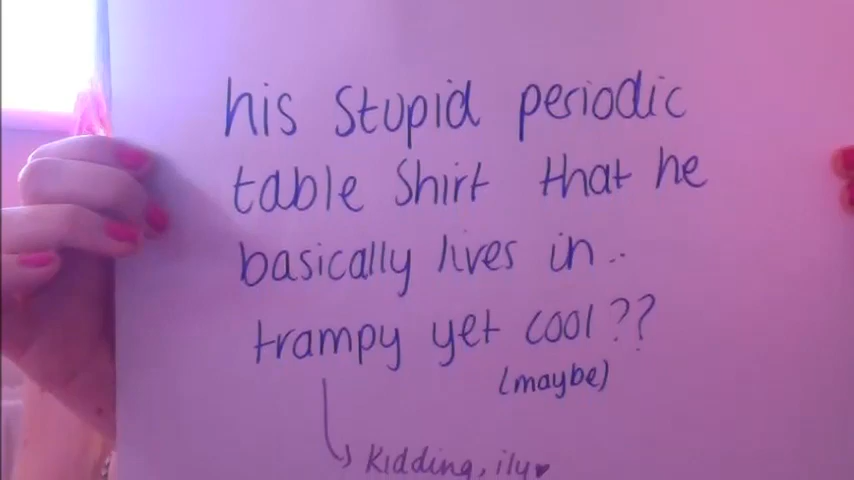 his stupid periodic
table shirt that he
basically lives in..
trampy yet cool??
(maybe)
kidding, ily♥